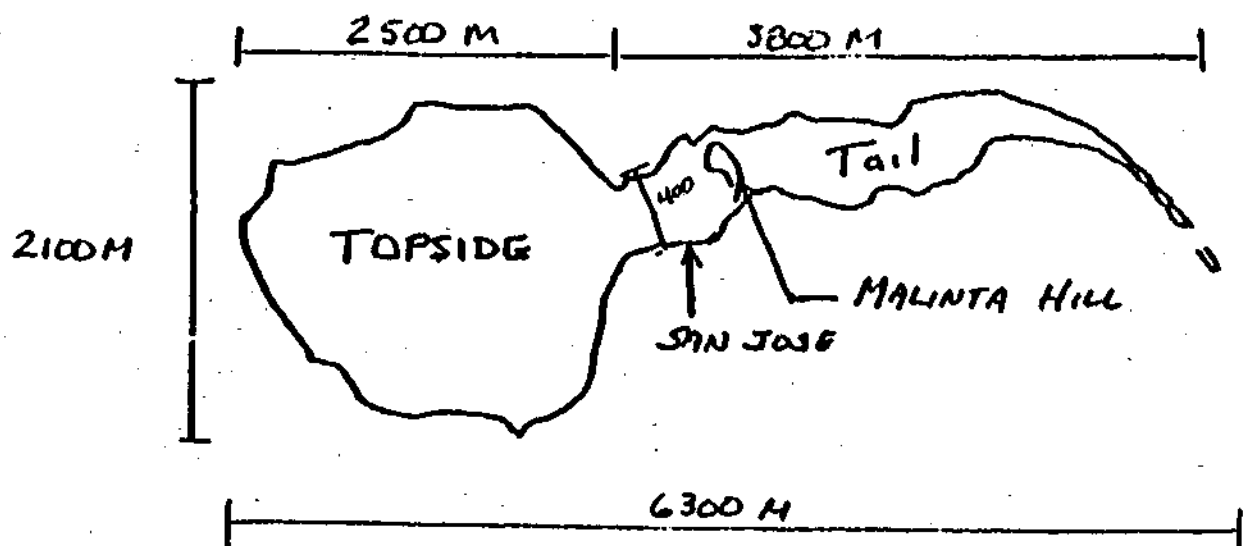 2500 M
3800 M
2100 M
TOPSIDE
400
Tail
MALINTA HILL
SAN JOSE
6300 M